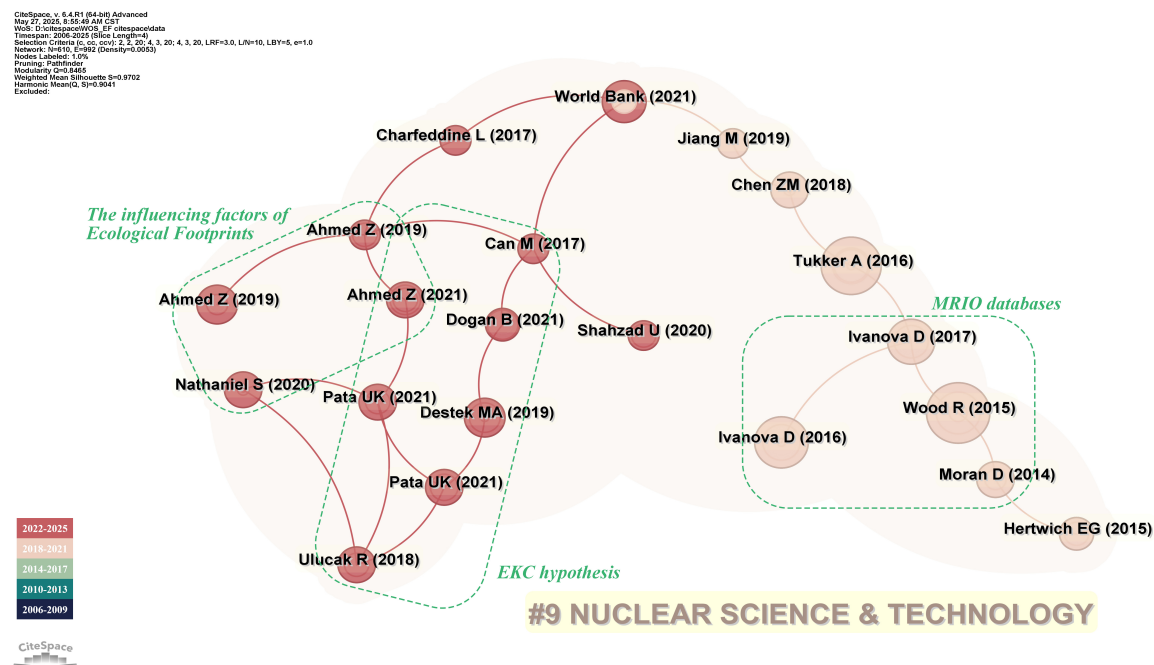 CiteSpace, v. 6.4.R1 (64-bit) Advanced
May 27, 2025, 8:55:49 AM CST
WoS: D:\citespace\WOS_EF citespace\data
Timespan: 2006-2025 (Slice Length=4)
Selection Criteria (c, cc, ccv): 2, 2, 20; 4, 3, 20; 4, 3, 20, LRF=3.0, L/N=10, LBY=5, e=1.0
Network: N=610, E=992 (Density=0.0053)
Nodes Labeled: 1.0%
Pruning: Pathfinder
Modularity Q=0.8465
Weighted Mean Silhouette S=0.9702
Harmonic Mean(Q, S)=0.9041
Excluded:
World Bank (2021)
Charfeddine L (2017)
Jiang M (2019)
Chen ZM (2018)
The influencing factors of
Ecological Footprints
Ahmed Z (2019)
Can M (2017)
Tukker A (2016)
Ahmed Z (2019)
Ahmed Z (2021)
MRIO databases
Dogan B (2021)
Shahzad U (2020)
Ivanova D (2017)
Nathaniel S (2020)
Pata UK (2021)
Destek MA (2019)
Wood R (2015)
Ivanova D (2016)
Pata UK (2021)
Moran D (2014)
Hertwich EG (2015)
Ulucak R (2018)
EKC hypothesis
#9 NUCLEAR SCIENCE & TECHNOLOGY
2022-2025
2018-2021
2014-2017
2010-2013
2006-2009
CiteSpace